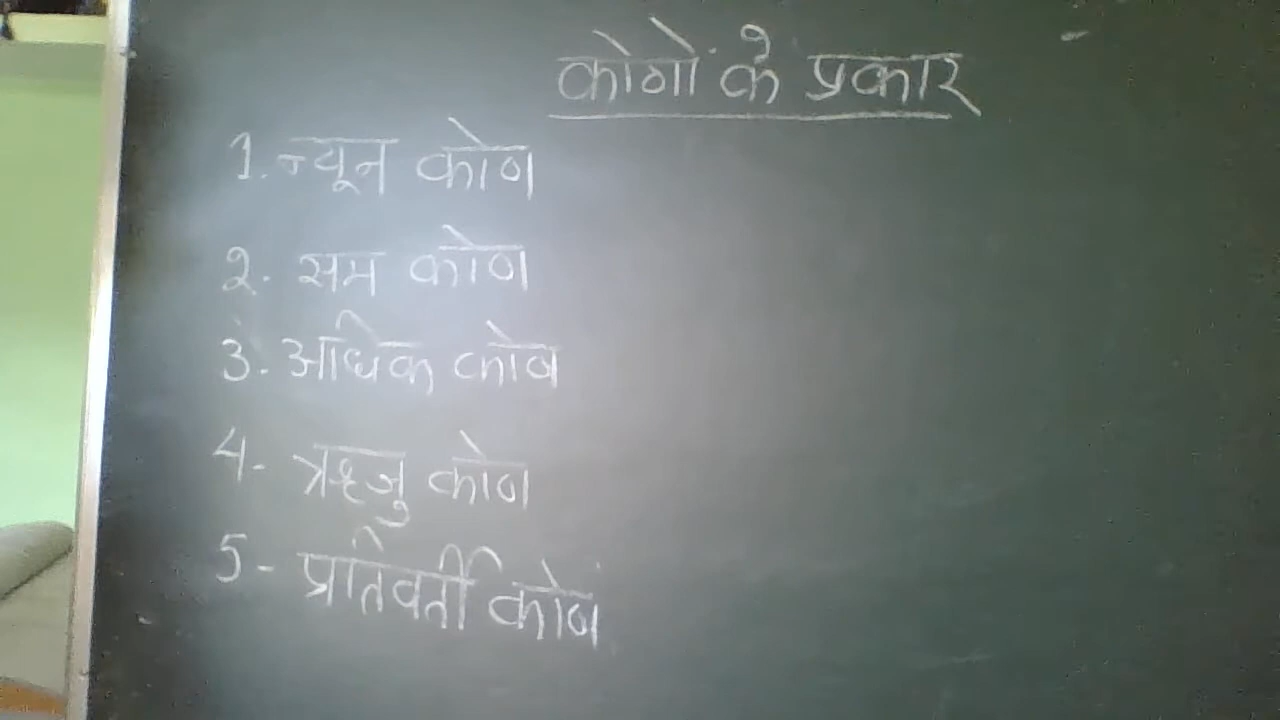 कोणों के प्रकार
1. न्यून कोण
2. सम कोण
3. अधिक कोण
4- ऋजु कोण
5- प्रतिवर्ती कोण